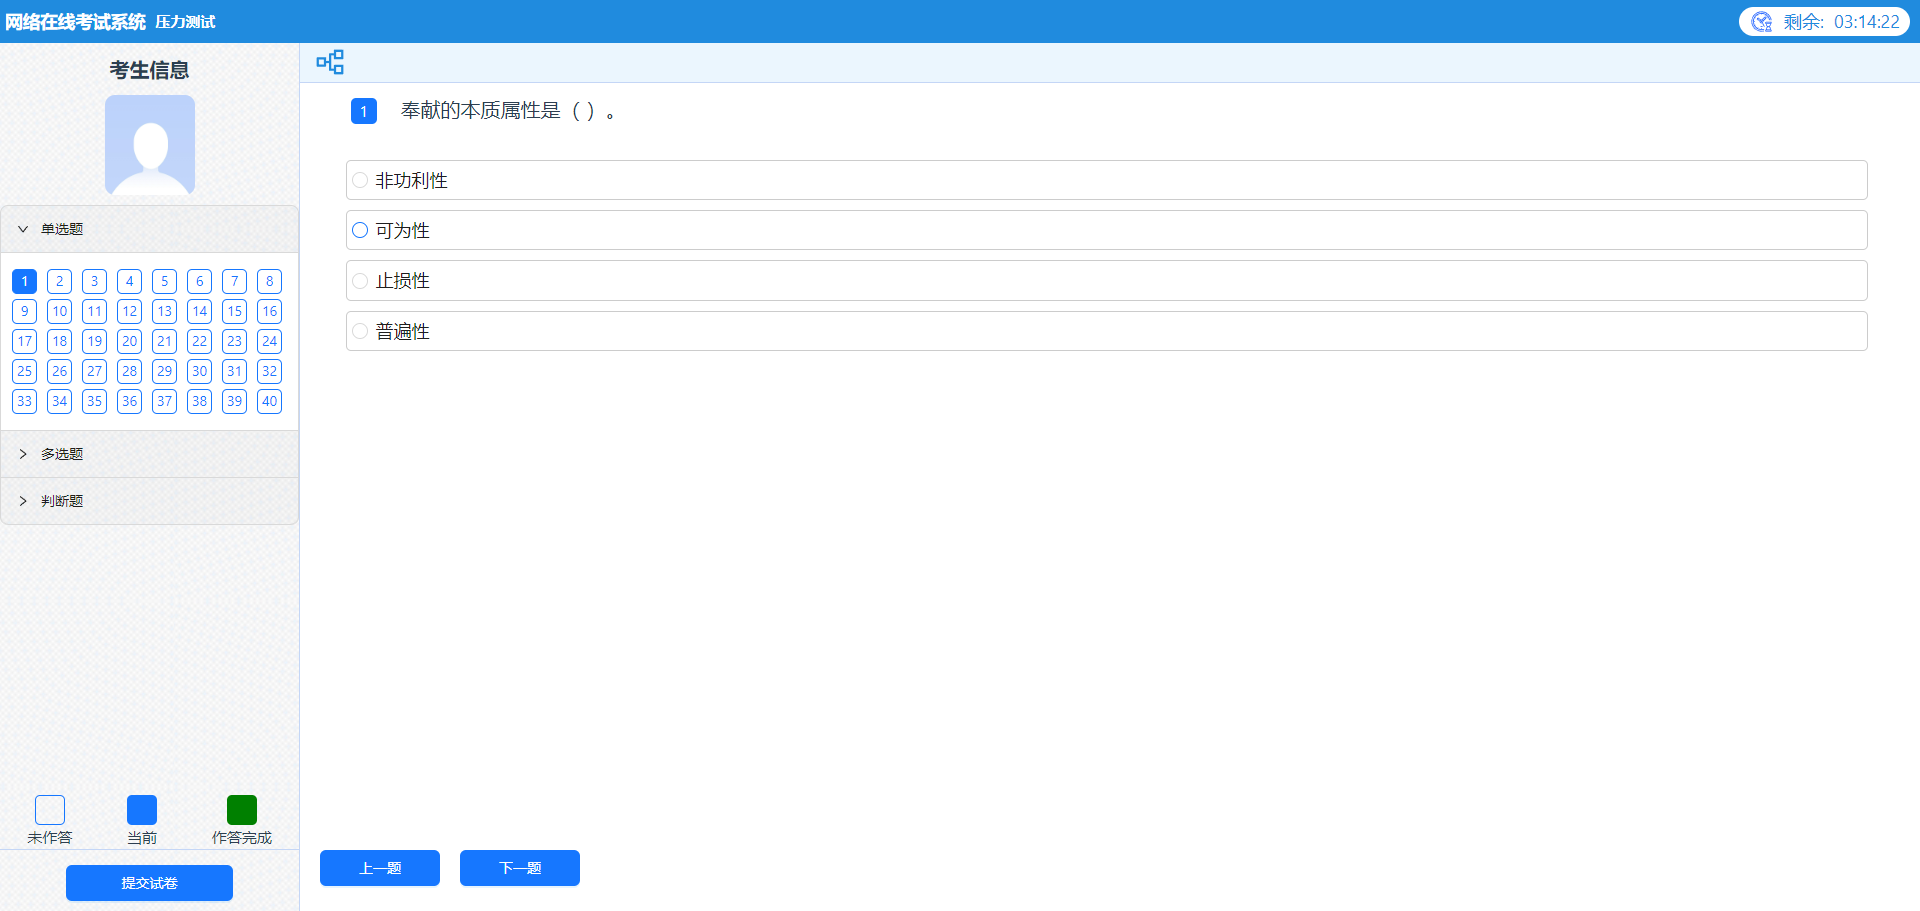 网络在线考试系统 压力测试
剩余: 03:14:22
考生信息
单选题
1 2 3 4 5 6 7 8
9 10 11 12 13 14 15 16
17 18 19 20 21 22 23 24
25 26 27 28 29 30 31 32
33 34 35 36 37 38 39 40
多选题
判断题
未作答 当前 作答完成
提交试卷
1 奉献的本质属性是（ ）。
非功利性
可为性
止损性
普遍性
上一题 下一题